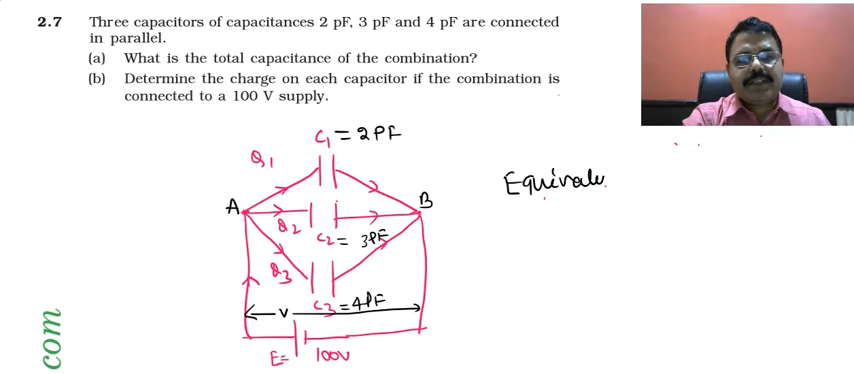 2.7 Three capacitors of capacitances 2 pF, 3 pF and 4 pF are connected
in parallel.
(a) What is the total capacitance of the combination?
(b) Determine the charge on each capacitor if the combination is
connected to a 100 V supply.
C1 = 2PF
Q1
Equivale
A
B
Q2
C2 = 3PF
Q3
C3 = 4PF
V
E= 100V
com